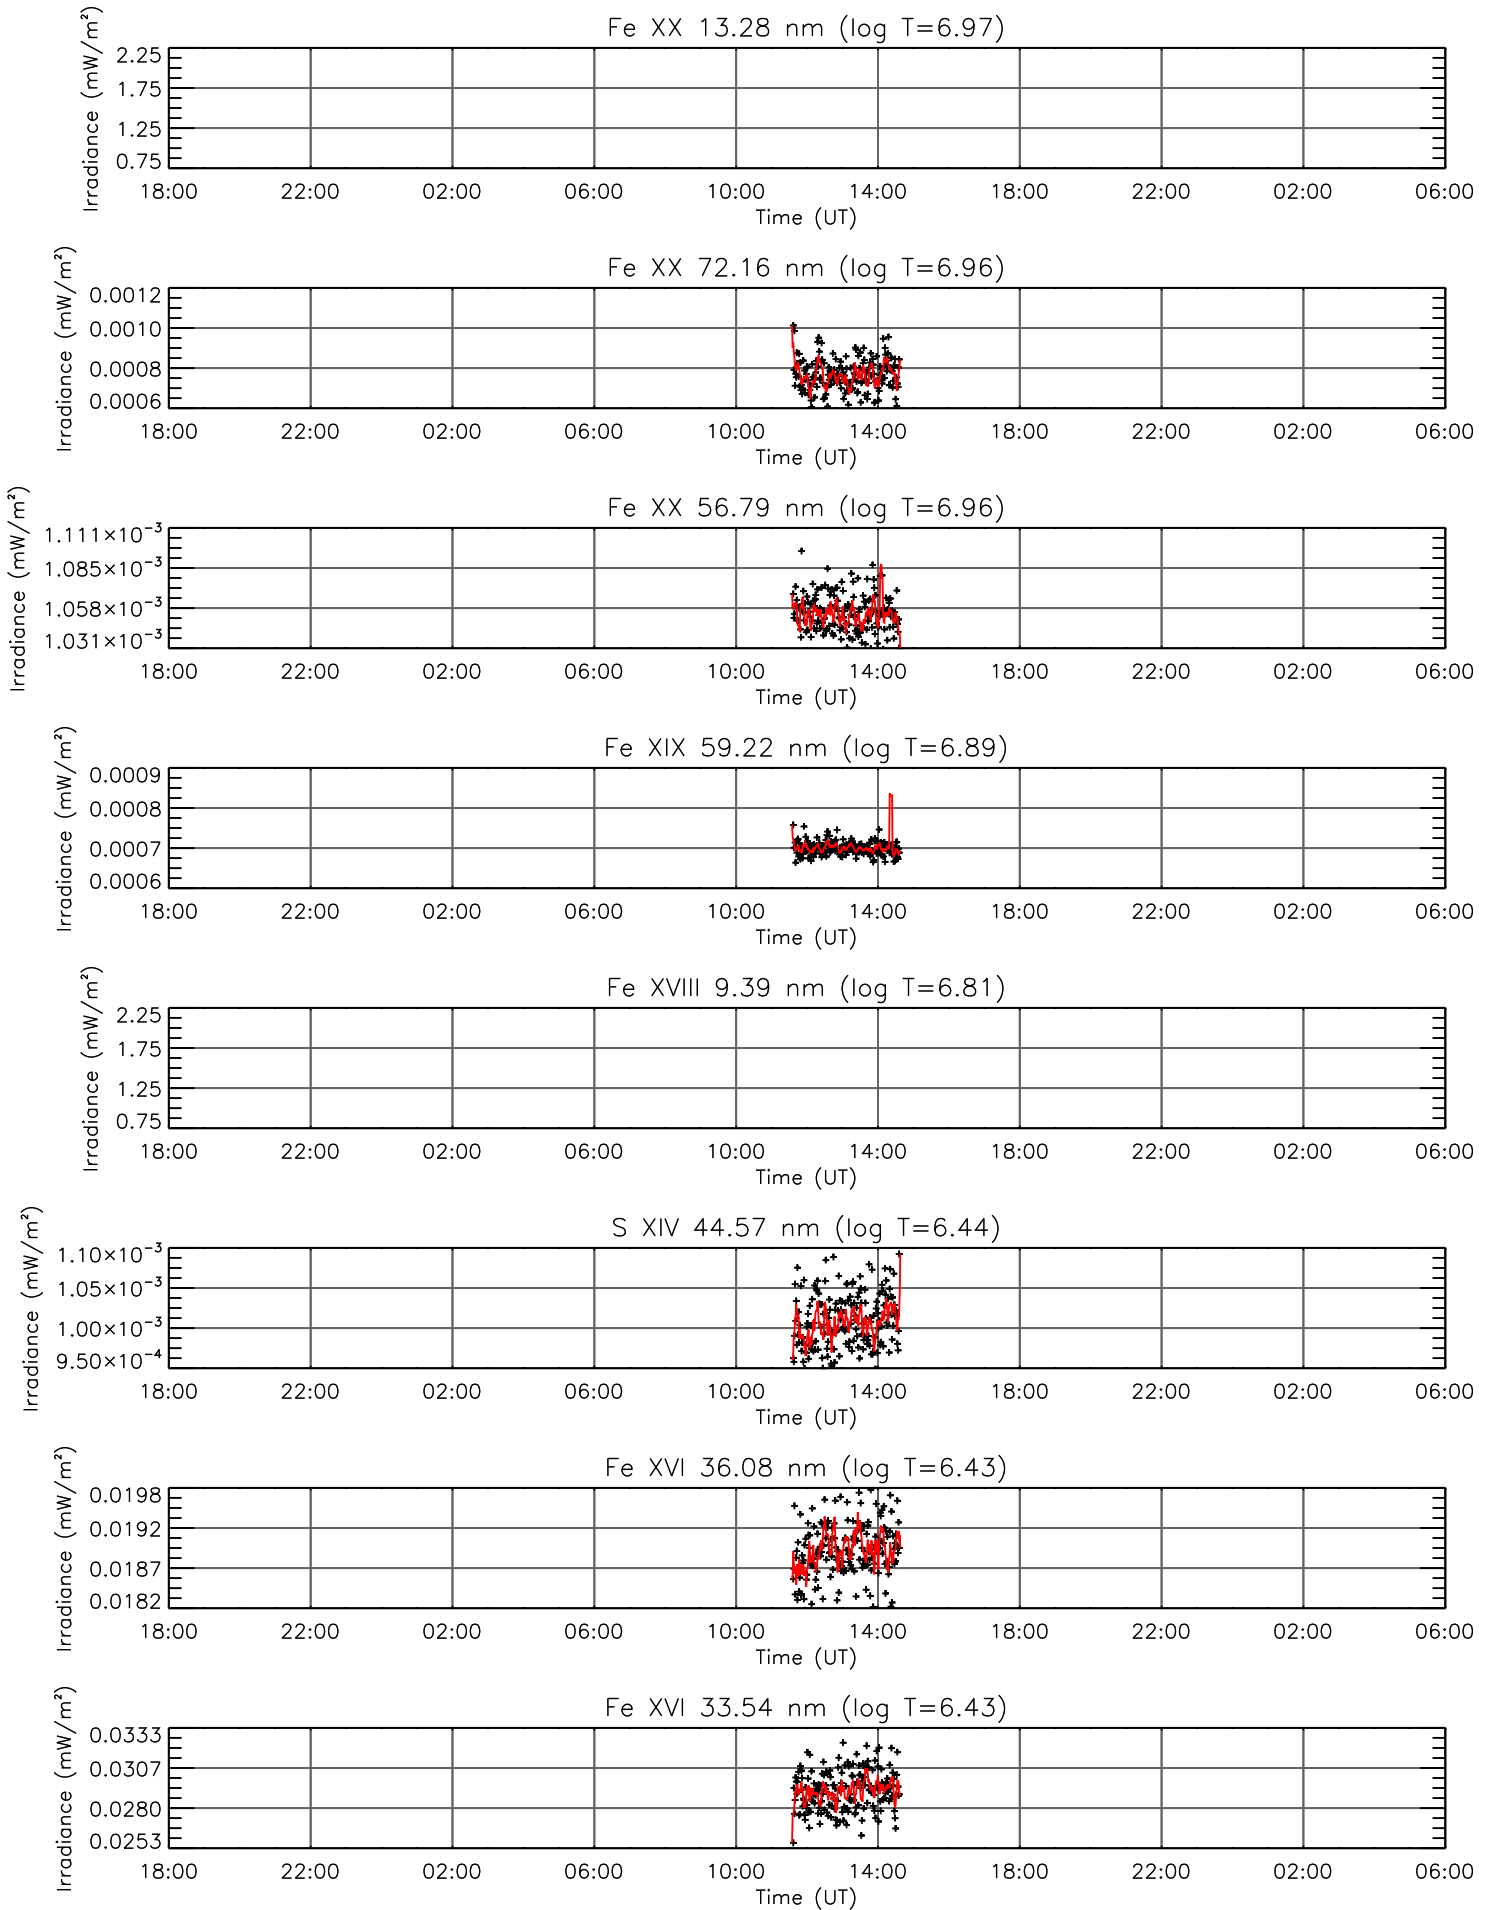 Fe XX 13.28 nm (log T=6.97)
Irradiance (mW/m²)
2.25
1.75
1.25
0.75
18:00 22:00 02:00 06:00 10:00 14:00 18:00 22:00 02:00 06:00
Time (UT)
Fe XX 72.16 nm (log T=6.96)
Irradiance (mW/m²)
0.0012
0.0010
0.0008
0.0006
18:00 22:00 02:00 06:00 10:00 14:00 18:00 22:00 02:00 06:00
Time (UT)
Fe XX 56.79 nm (log T=6.96)
Irradiance (mW/m²)
1.111×10⁻³
1.085×10⁻³
1.058×10⁻³
1.031×10⁻³
18:00 22:00 02:00 06:00 10:00 14:00 18:00 22:00 02:00 06:00
Time (UT)
Fe XIX 59.22 nm (log T=6.89)
Irradiance (mW/m²)
0.0009
0.0008
0.0007
0.0006
18:00 22:00 02:00 06:00 10:00 14:00 18:00 22:00 02:00 06:00
Time (UT)
Fe XVIII 9.39 nm (log T=6.81)
Irradiance (mW/m²)
2.25
1.75
1.25
0.75
18:00 22:00 02:00 06:00 10:00 14:00 18:00 22:00 02:00 06:00
Time (UT)
S XIV 44.57 nm (log T=6.44)
Irradiance (mW/m²)
1.10×10⁻³
1.05×10⁻³
1.00×10⁻³
9.50×10⁻⁴
18:00 22:00 02:00 06:00 10:00 14:00 18:00 22:00 02:00 06:00
Time (UT)
Fe XVI 36.08 nm (log T=6.43)
Irradiance (mW/m²)
0.0198
0.0192
0.0187
0.0182
18:00 22:00 02:00 06:00 10:00 14:00 18:00 22:00 02:00 06:00
Time (UT)
Fe XVI 33.54 nm (log T=6.43)
Irradiance (mW/m²)
0.0333
0.0307
0.0280
0.0253
18:00 22:00 02:00 06:00 10:00 14:00 18:00 22:00 02:00 06:00
Time (UT)